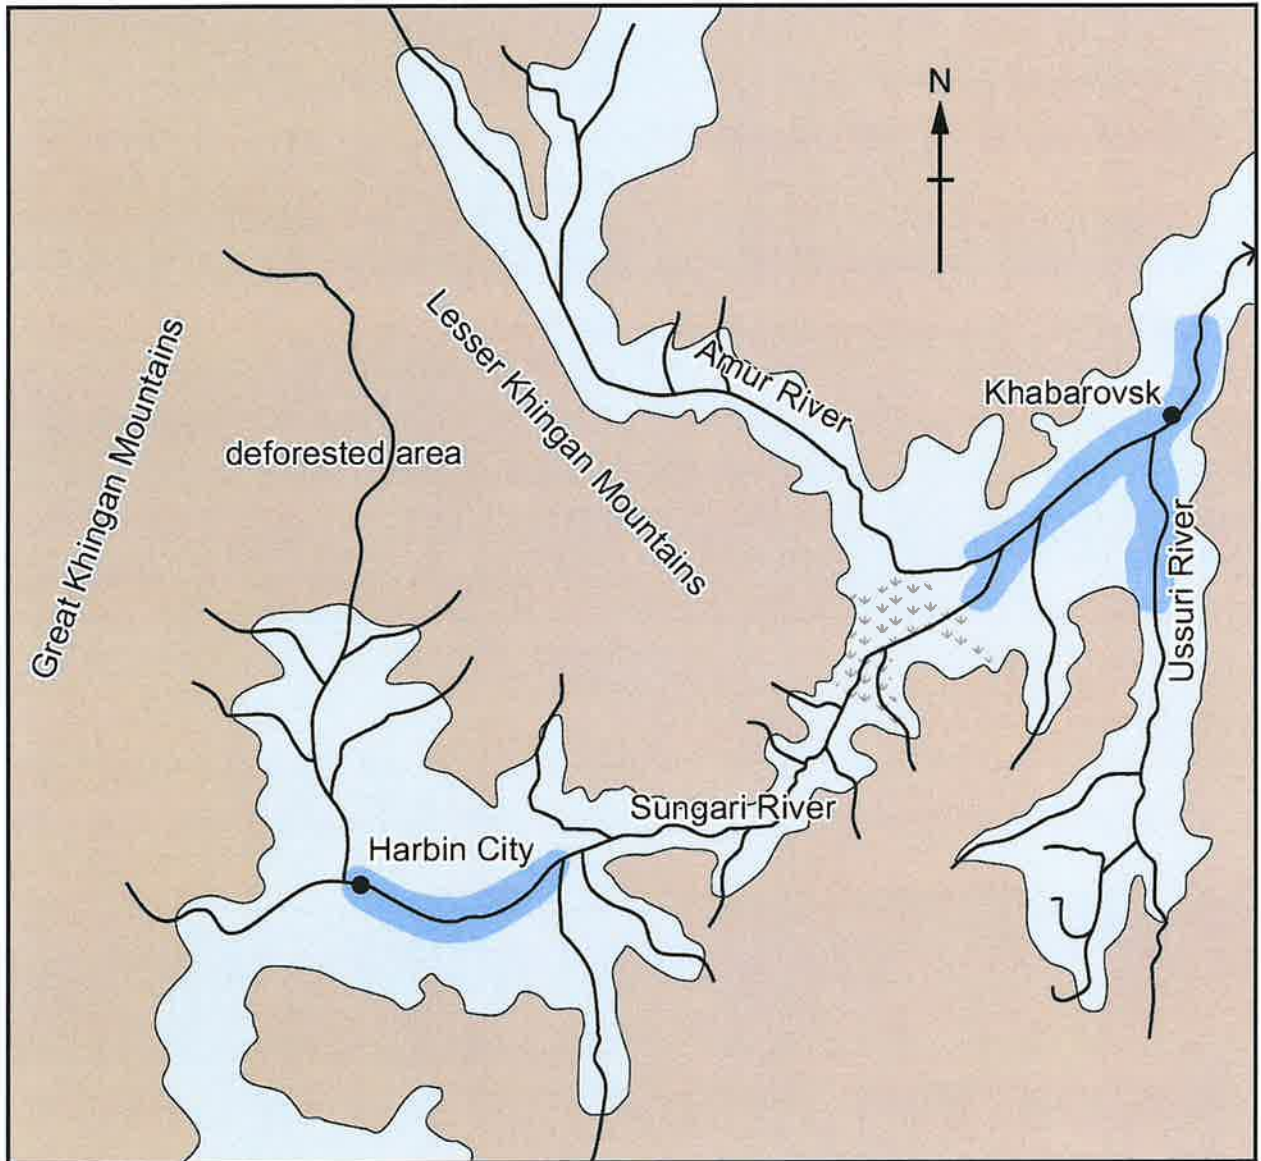 N
Great Khingan Mountains
Lesser Khingan Mountains
Amur River
Khabarovsk
deforested area
Ussuri River
Sungari River
Harbin City